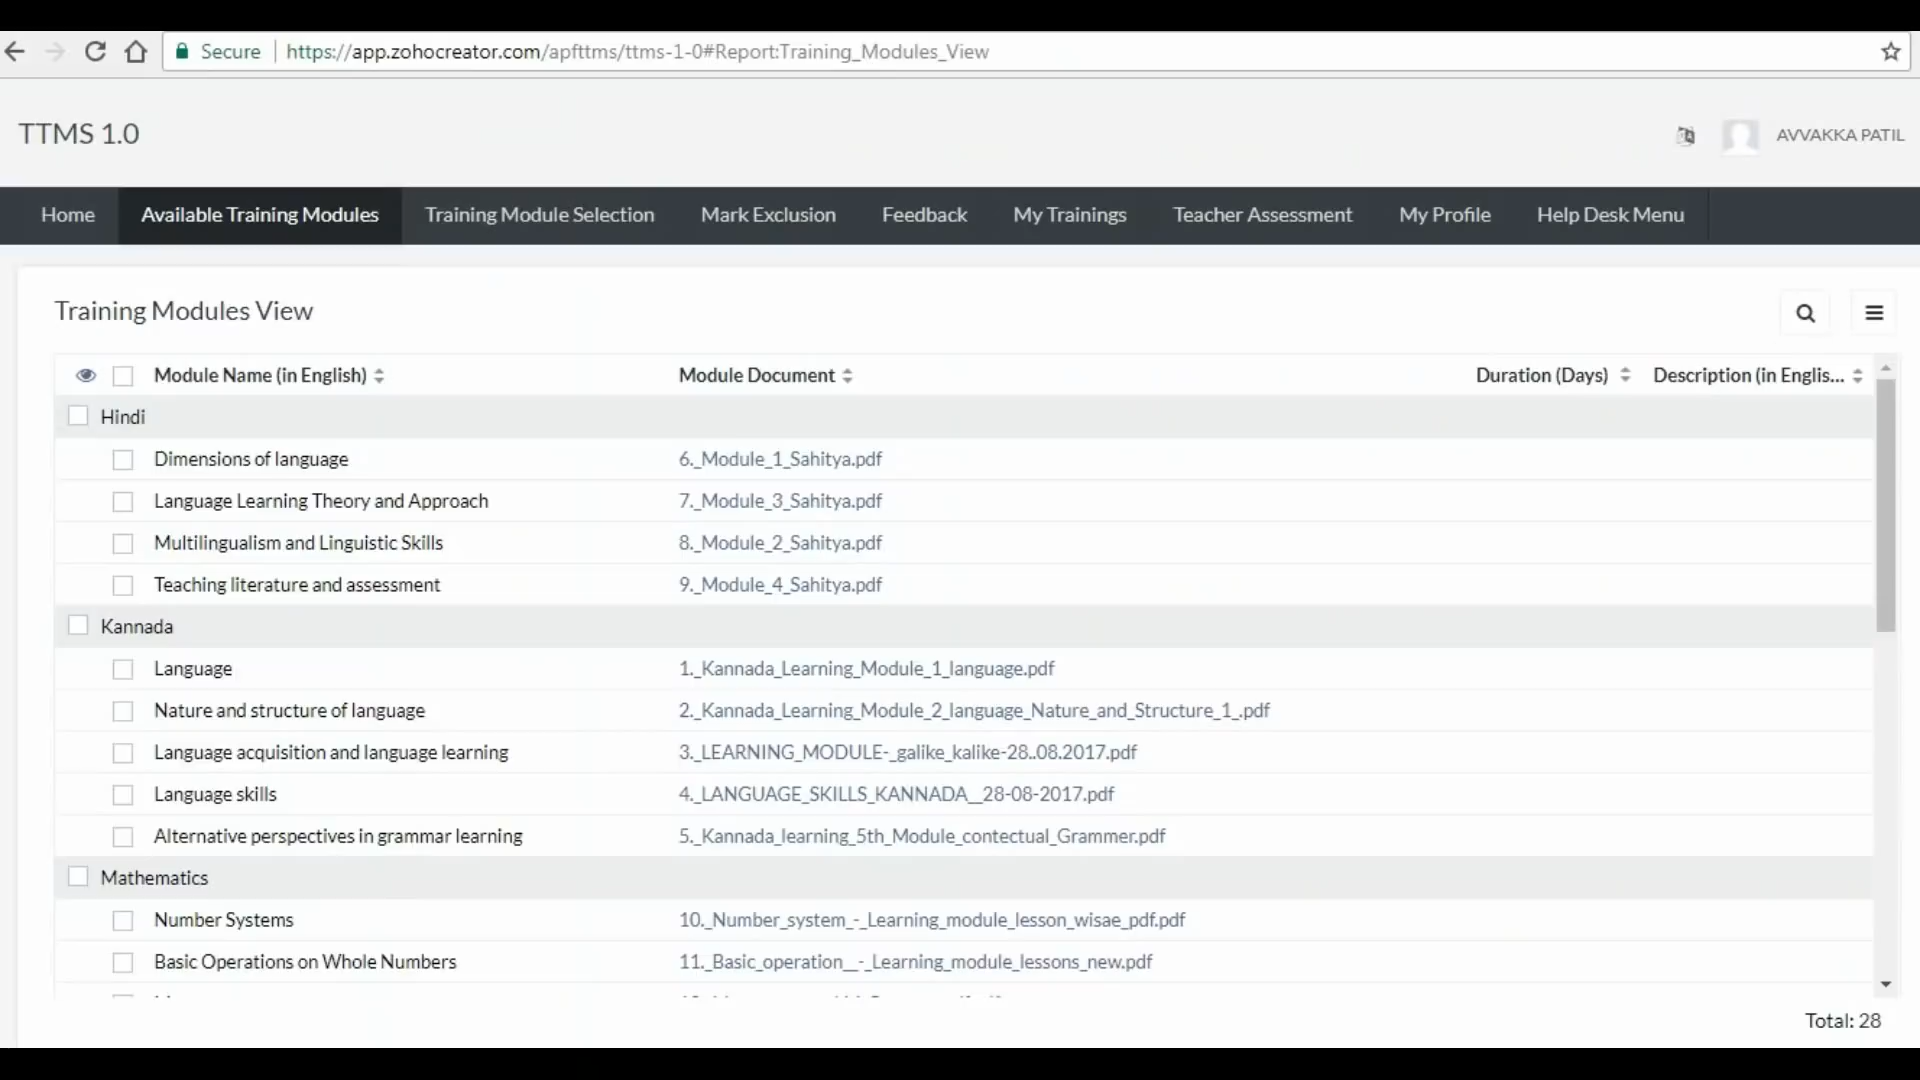 Secure https://app.zohocreator.com/apfttms/ttms-1-0#Report:Training_Modules_View
TTMS 1.0
AVVAKKA PATIL
Home Available Training Modules Training Module Selection Mark Exclusion Feedback My Trainings Teacher Assessment My Profile Help Desk Menu
Training Modules View
Module Name (in English) Module Document Duration (Days) Description (in Englis...
Hindi
Dimensions of language 6._Module_1_Sahitya.pdf
Language Learning Theory and Approach 7._Module_3_Sahitya.pdf
Multilingualism and Linguistic Skills 8._Module_2_Sahitya.pdf
Teaching literature and assessment 9._Module_4_Sahitya.pdf
Kannada
Language 1._Kannada_Learning_Module_1_language.pdf
Nature and structure of language 2._Kannada_Learning_Module_2_language_Nature_and_Structure_1_.pdf
Language acquisition and language learning 3._LEARNING_MODULE-_galike_kalike-28..08.2017.pdf
Language skills 4._LANGUAGE_SKILLS_KANNADA__28-08-2017.pdf
Alternative perspectives in grammar learning 5._Kannada_learning_5th_Module_contectual_Grammer.pdf
Mathematics
Number Systems 10._Number_system_-_Learning_module_lesson_wisae_pdf.pdf
Basic Operations on Whole Numbers 11._Basic_operation__-_Learning_module_lessons_new.pdf
Total: 28